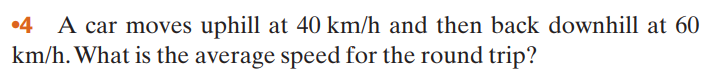 •4 A car moves uphill at 40 km/h and then back downhill at 60
km/h. What is the average speed for the round trip?